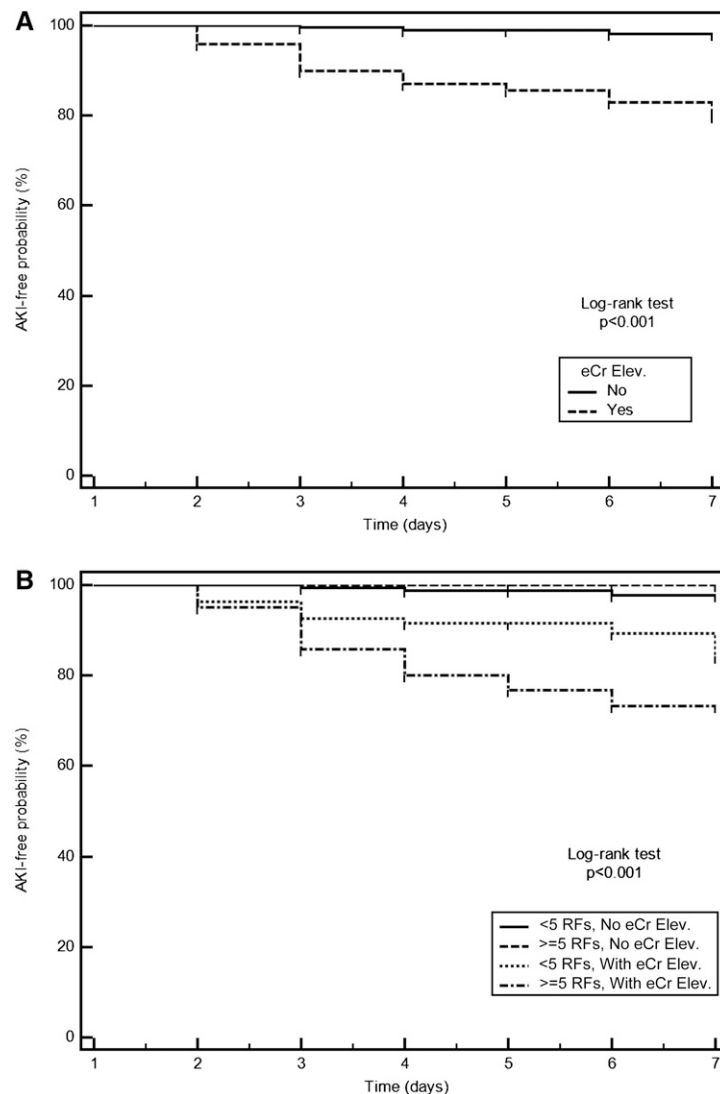 A
100
80
60
40
20
0
AKI-free probability (%)
Log-rank test
p<0.001
eCr Elev.
No
Yes
1 2 3 4 5 6 7
Time (days)
B
100
80
60
40
20
0
AKI-free probability (%)
Log-rank test
p<0.001
<5 RFs, No eCr Elev.
>=5 RFs, No eCr Elev.
<5 RFs, With eCr Elev.
>=5 RFs, With eCr Elev.
1 2 3 4 5 6 7
Time (days)